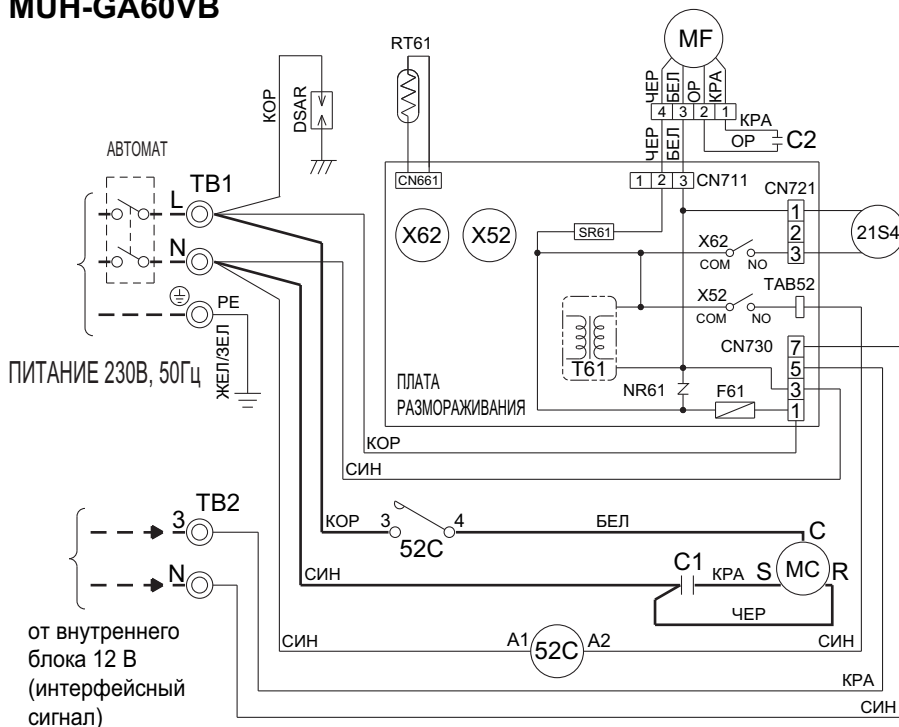 MUH-GA60VB
RT61
MF
КОР
DSAR
ЧЕР
БЕЛ
ОР
КРА
4 3 2 1
КРА
ОР
C2
АВТОМАТ
ЧЕР
БЕЛ
TB1
CN661
1 2 3
CN711
CN721
L
X62
X52
SR61
1
2
3
21S4
X62
COM
NO
N
X52
TAB52
COM
NO
PE
CN730
ЖЕЛ/ЗЕЛ
T61
7
5
3
1
ПИТАНИЕ 230В, 50Гц
ПЛАТА
РАЗМОРАЖИВАНИЯ
NR61
F61
КОР
СИН
TB2
3
КОР
3
4
БЕЛ
C
52C
N
СИН
C1
КРА
S
MC
R
ЧЕР
от внутреннего
блока 12 В
(интерфейсный
сигнал)
СИН
A1
52C
A2
СИН
КРА
СИН